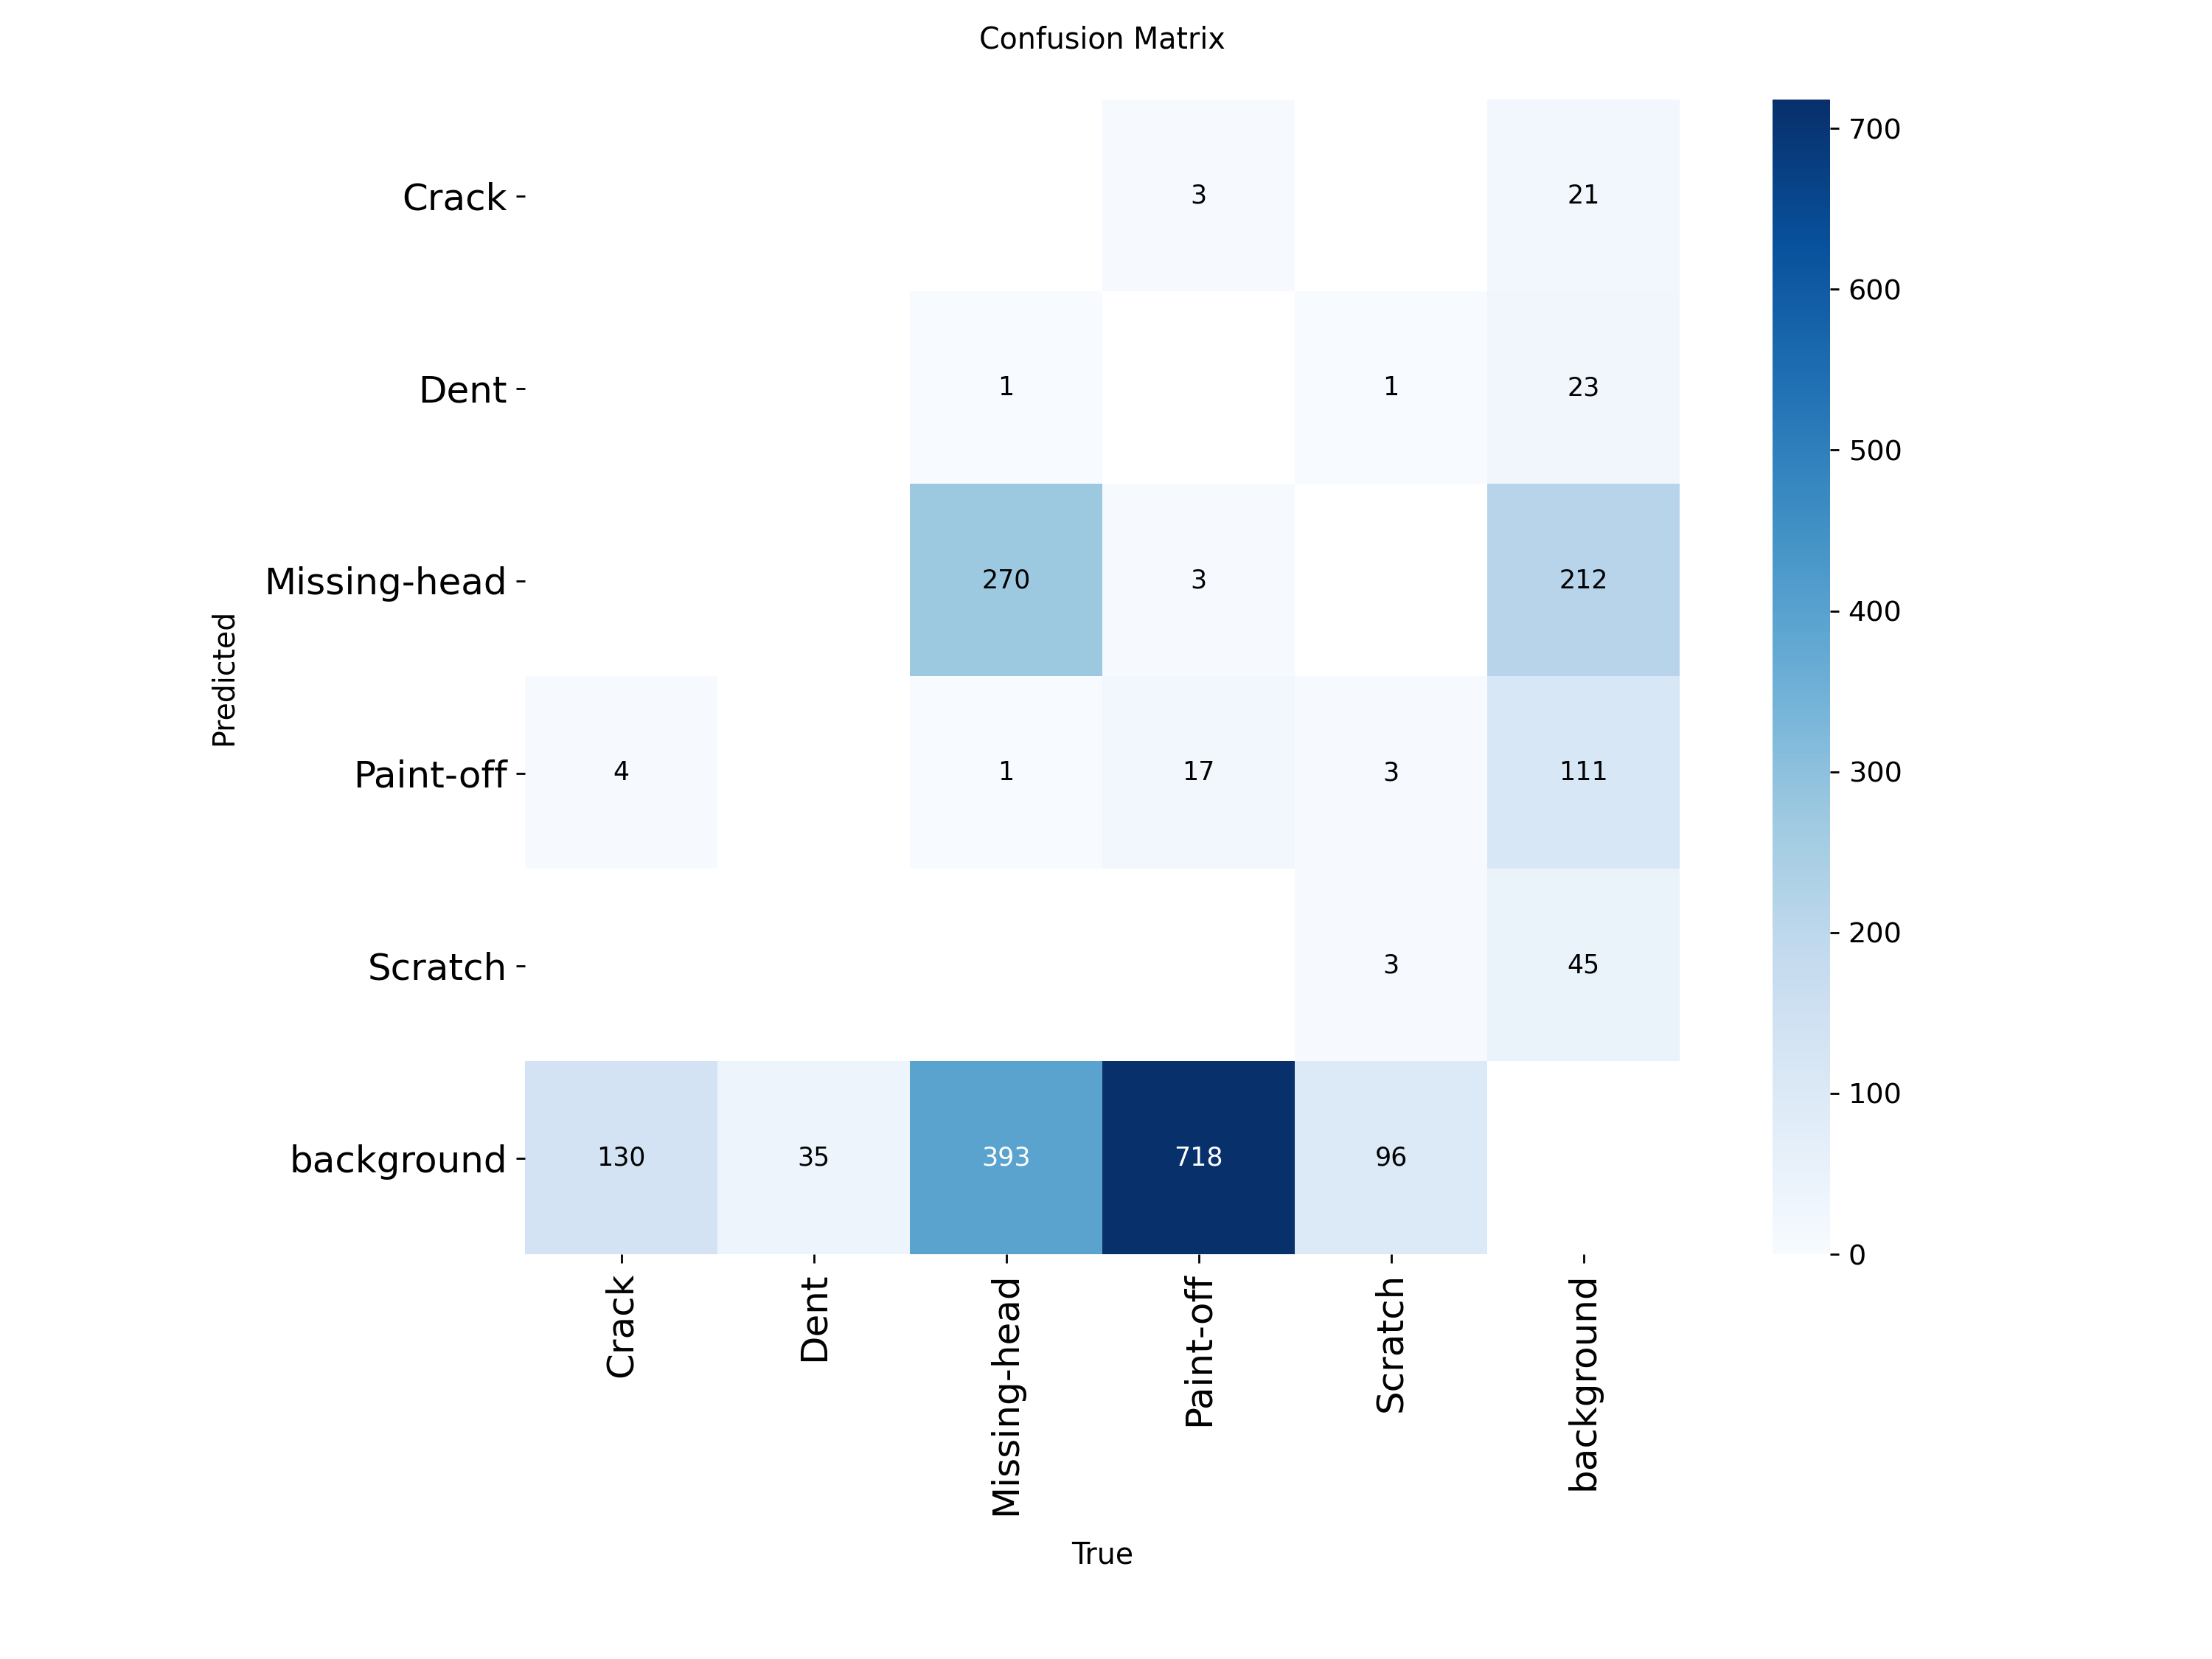 Confusion Matrix
Crack
3
21
700
600
Dent
1
1
23
500
Missing-head
270
3
212
400
Predicted
Paint-off
4
1
17
3
111
300
Scratch
3
45
200
background
130
35
393
718
96
100
0
Crack
Dent
Missing-head
Paint-off
Scratch
background
True